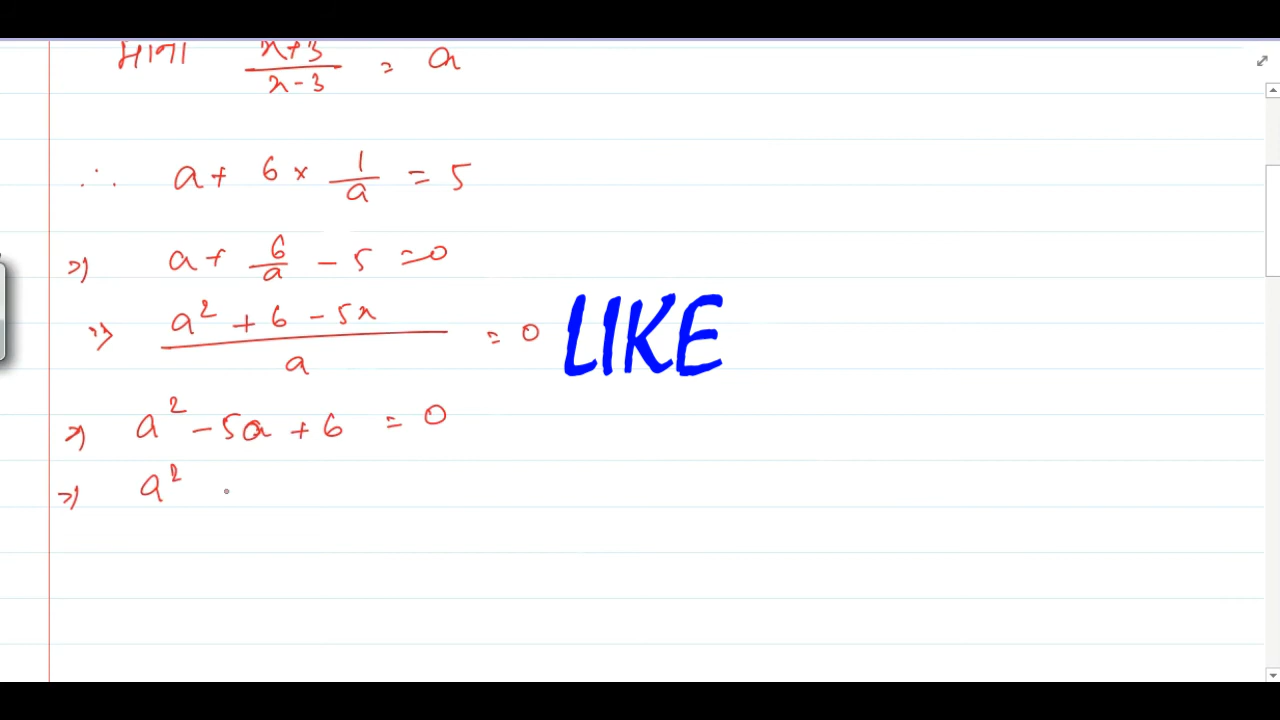 x+3 / x-3 = a
∴ a + 6 × 1/a = 5
⇒ a + 6/a - 5 = 0
⇒ a² + 6 - 5x / a = 0
LIKE
⇒ a² - 5a + 6 = 0
⇒ a²